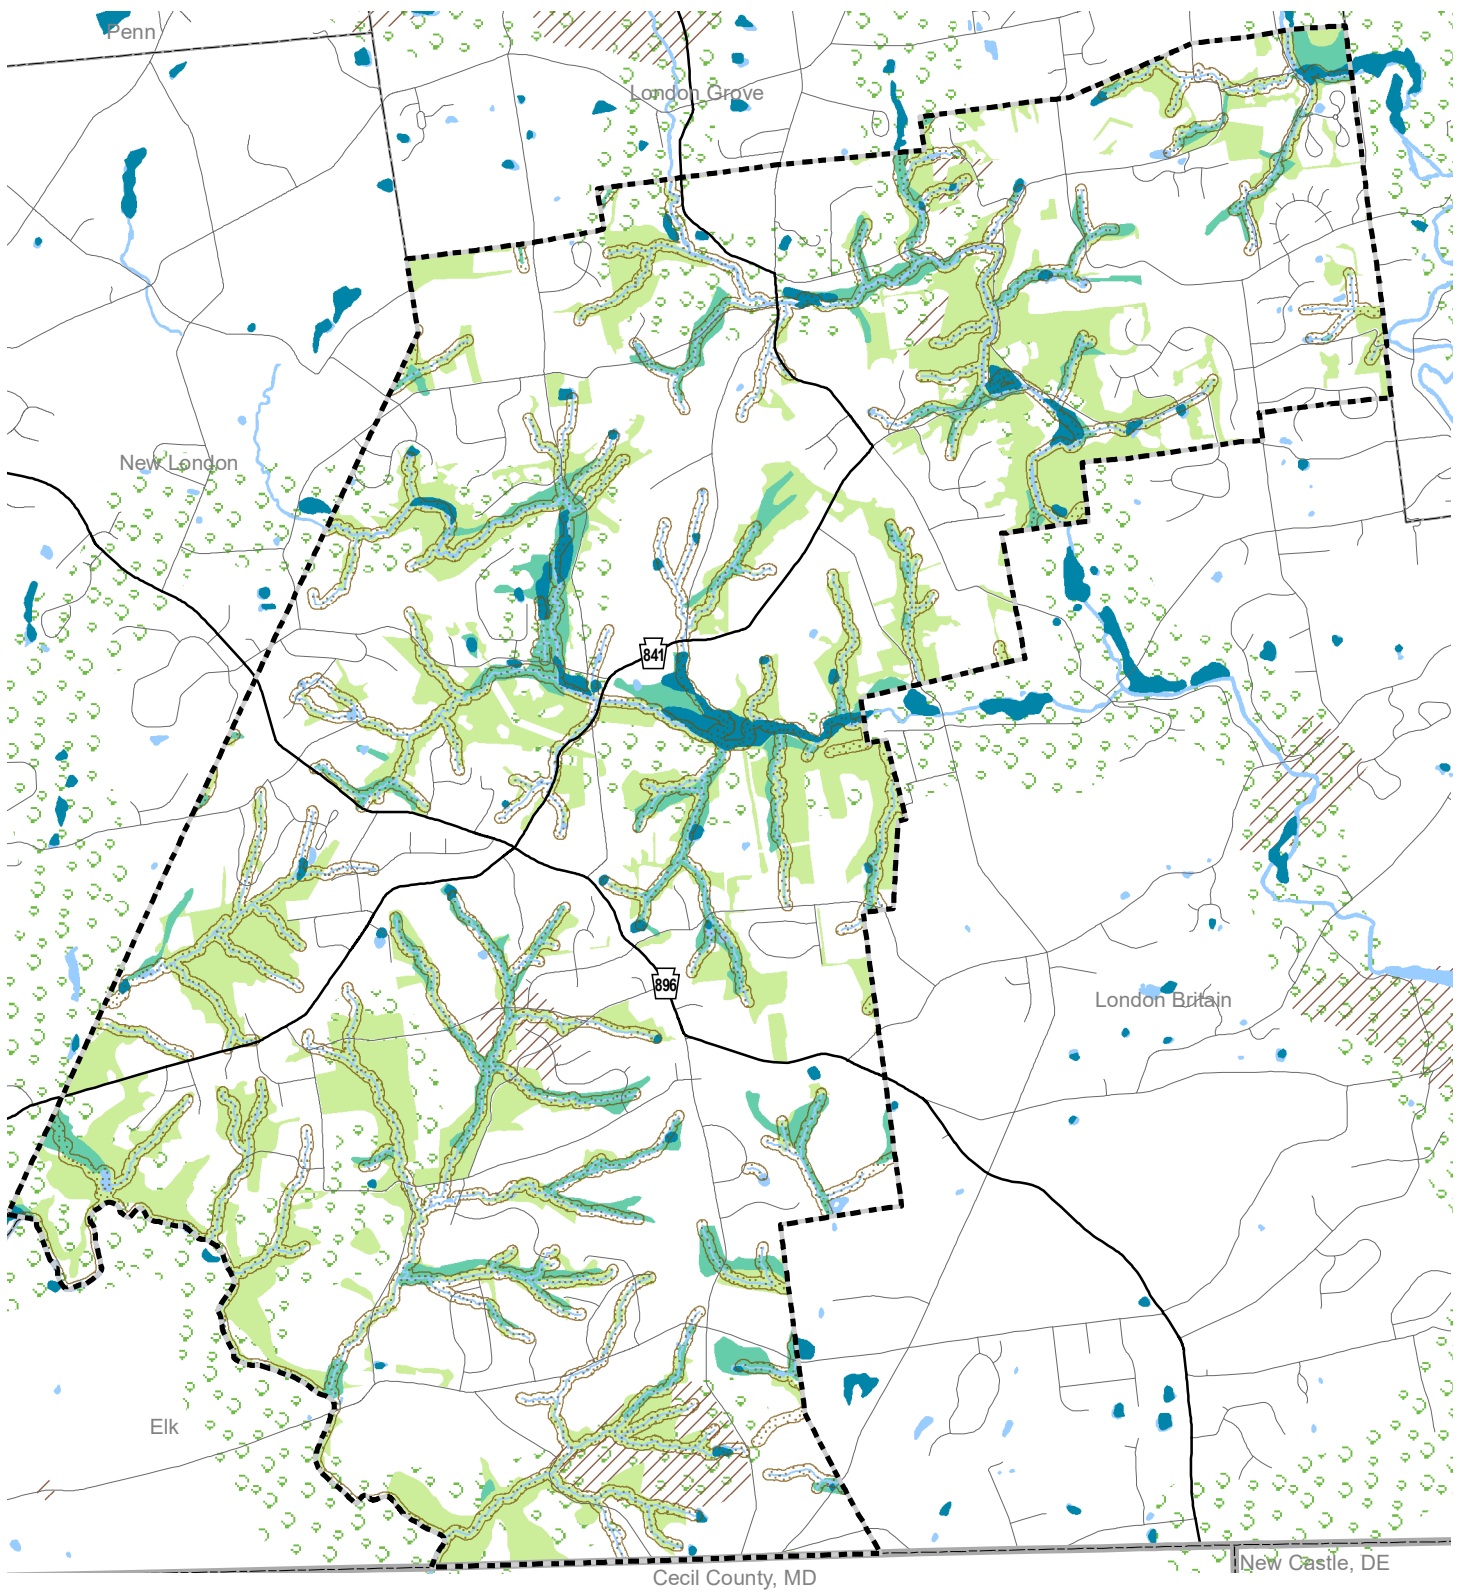 Penn
London Grove
New London
841
896
London Britain
Elk
New Castle, DE
Cecil County, MD